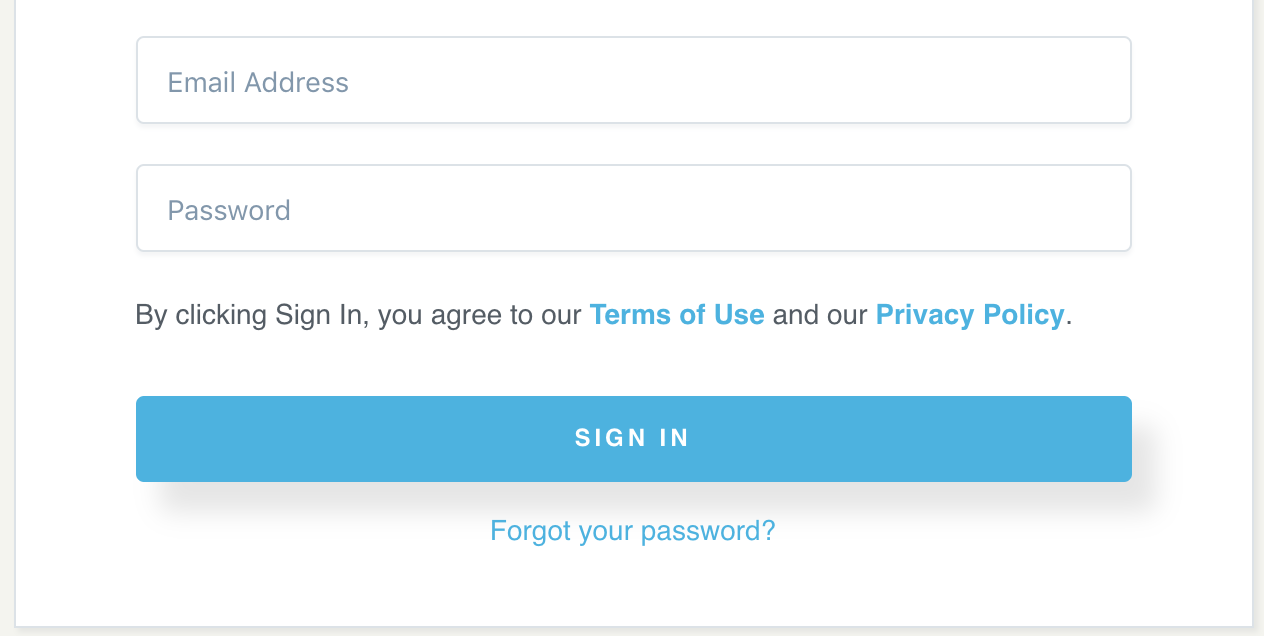 Email Address
Password
By clicking Sign In, you agree to our Terms of Use and our Privacy Policy.
SIGN IN
Forgot your password?